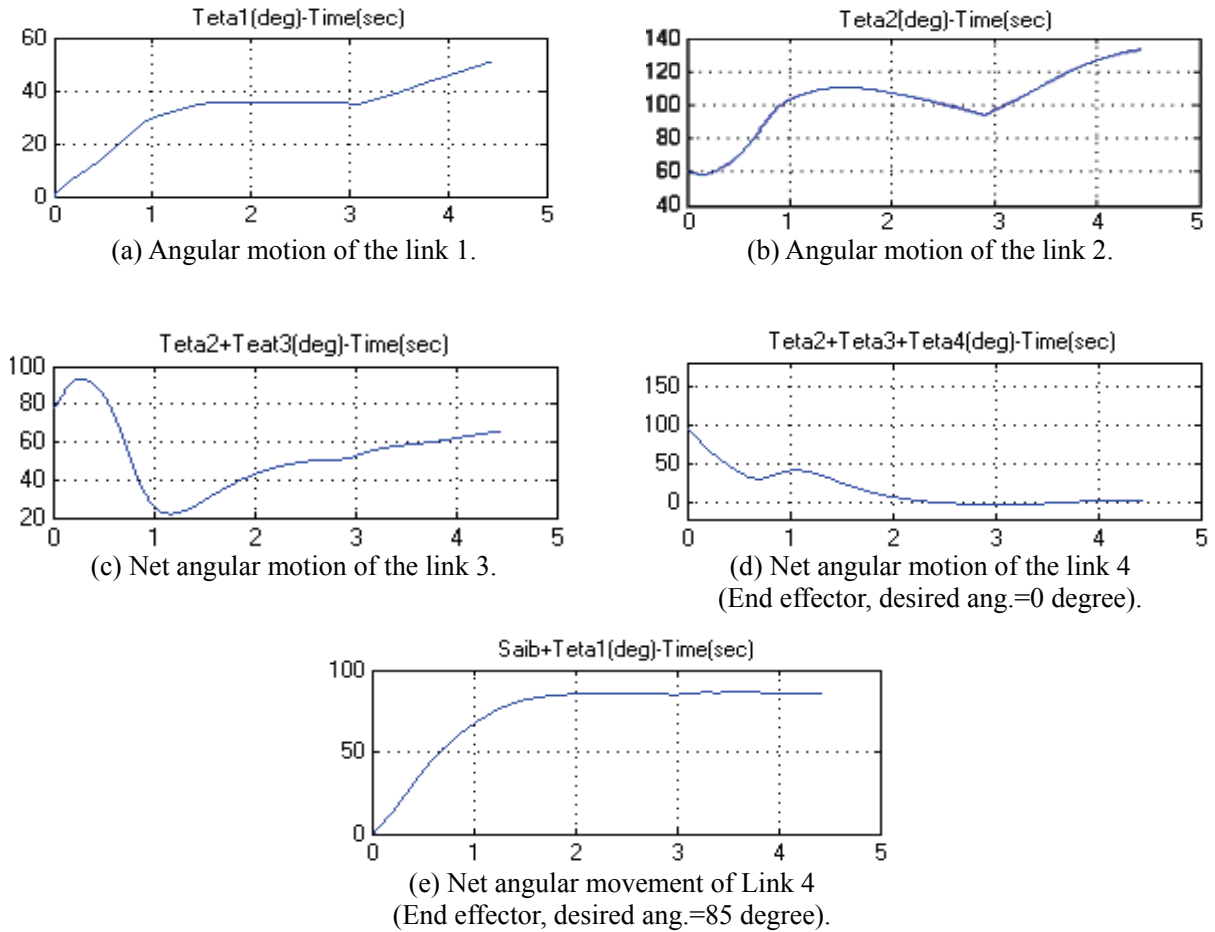 Teta1(deg)-Time(sec)
60
40
20
0
0 1 2 3 4 5
(a) Angular motion of the link 1.
Teta2(deg)-Time(sec)
140
120
100
80
60
40
0 1 2 3 4 5
(b) Angular motion of the link 2.
Teta2+Teat3(deg)-Time(sec)
100
80
60
40
20
0 1 2 3 4 5
(c) Net angular motion of the link 3.
Teta2+Teta3+Teta4(deg)-Time(sec)
150
100
50
0
0 1 2 3 4 5
(d) Net angular motion of the link 4
(End effector, desired ang.=0 degree).
Saib+Teta1(deg)-Time(sec)
100
50
0
0 1 2 3 4 5
(e) Net angular movement of Link 4
(End effector, desired ang.=85 degree).